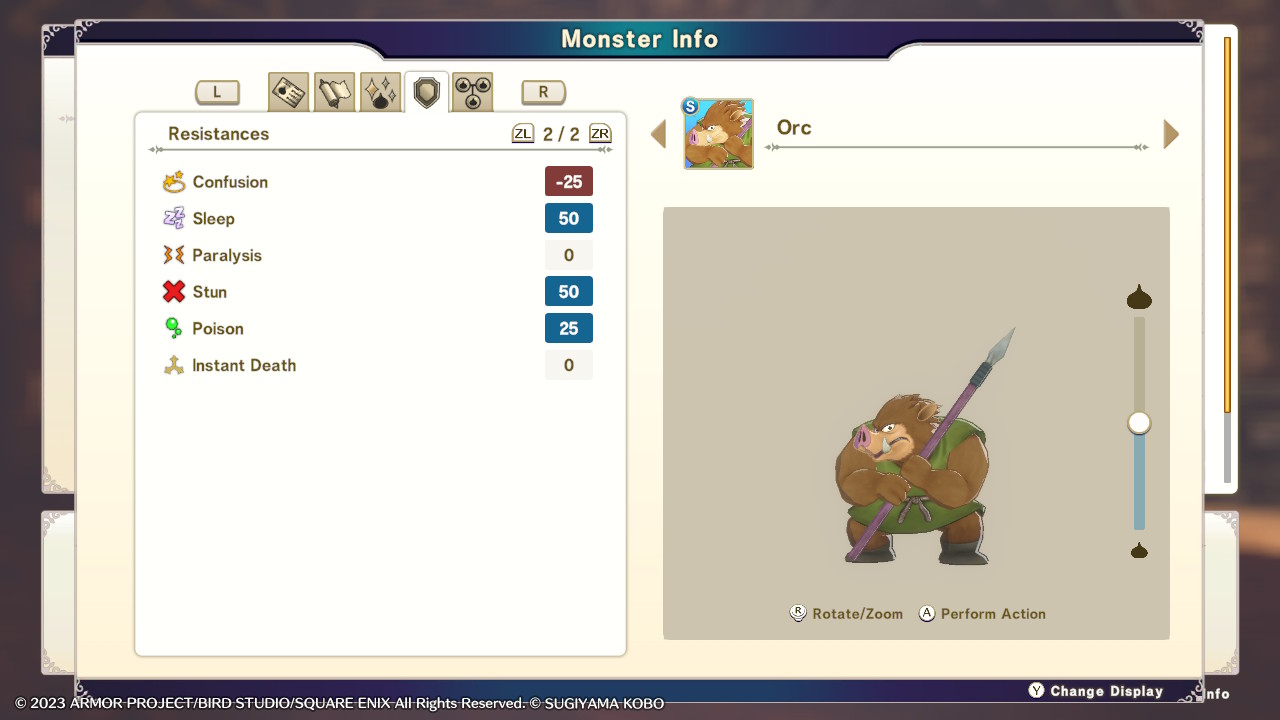 Monster Info
L
R
Resistances
ZL 2 / 2 ZR
Confusion -25
Sleep 50
Paralysis 0
Stun 50
Poison 25
Instant Death 0
S
Orc
R Rotate/Zoom A Perform Action
Y Change Display
Info
© 2023 ARMOR PROJECT/BIRD STUDIO/SQUARE ENIX All Rights Reserved. © SUGIYAMA KOBO